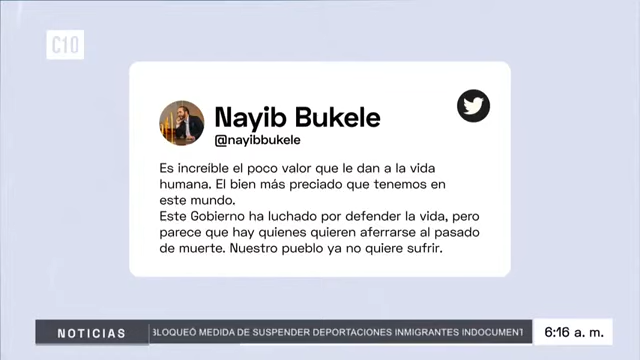 C10
Nayib Bukele
@nayibbukele
Es increíble el poco valor que le dan a la vida
humana. El bien más preciado que tenemos en
este mundo.
Este Gobierno ha luchado por defender la vida, pero
parece que hay quienes quieren aferrarse al pasado
de muerte. Nuestro pueblo ya no quiere sufrir.
NOTICIAS
BLOQUEÓ MEDIDA DE SUSPENDER DEPORTACIONES INMIGRANTES INDOCUMENT
6:16 a. m.